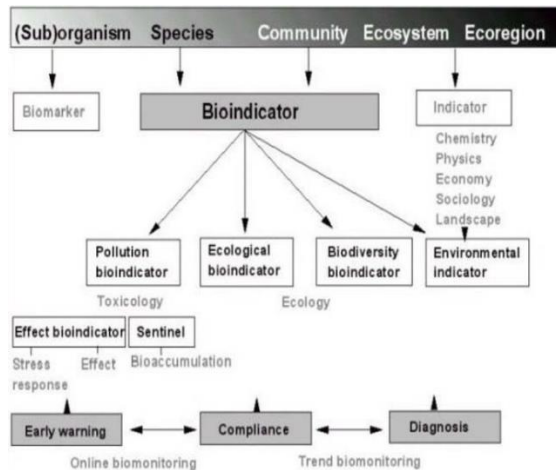 (Sub)organism Species Community Ecosystem Ecoregion
Biomarker
Bioindicator
Indicator
Chemistry
Physics
Economy
Sociology
Landscape
Pollution
bioindicator
Ecological
bioindicator
Biodiversity
bioindicator
Environmental
indicator
Toxicology
Ecology
Effect bioindicator
Sentinel
Stress
response
Effect
Bioaccumulation
Early warning
Compliance
Diagnosis
Online biomonitoring
Trend biomonitoring